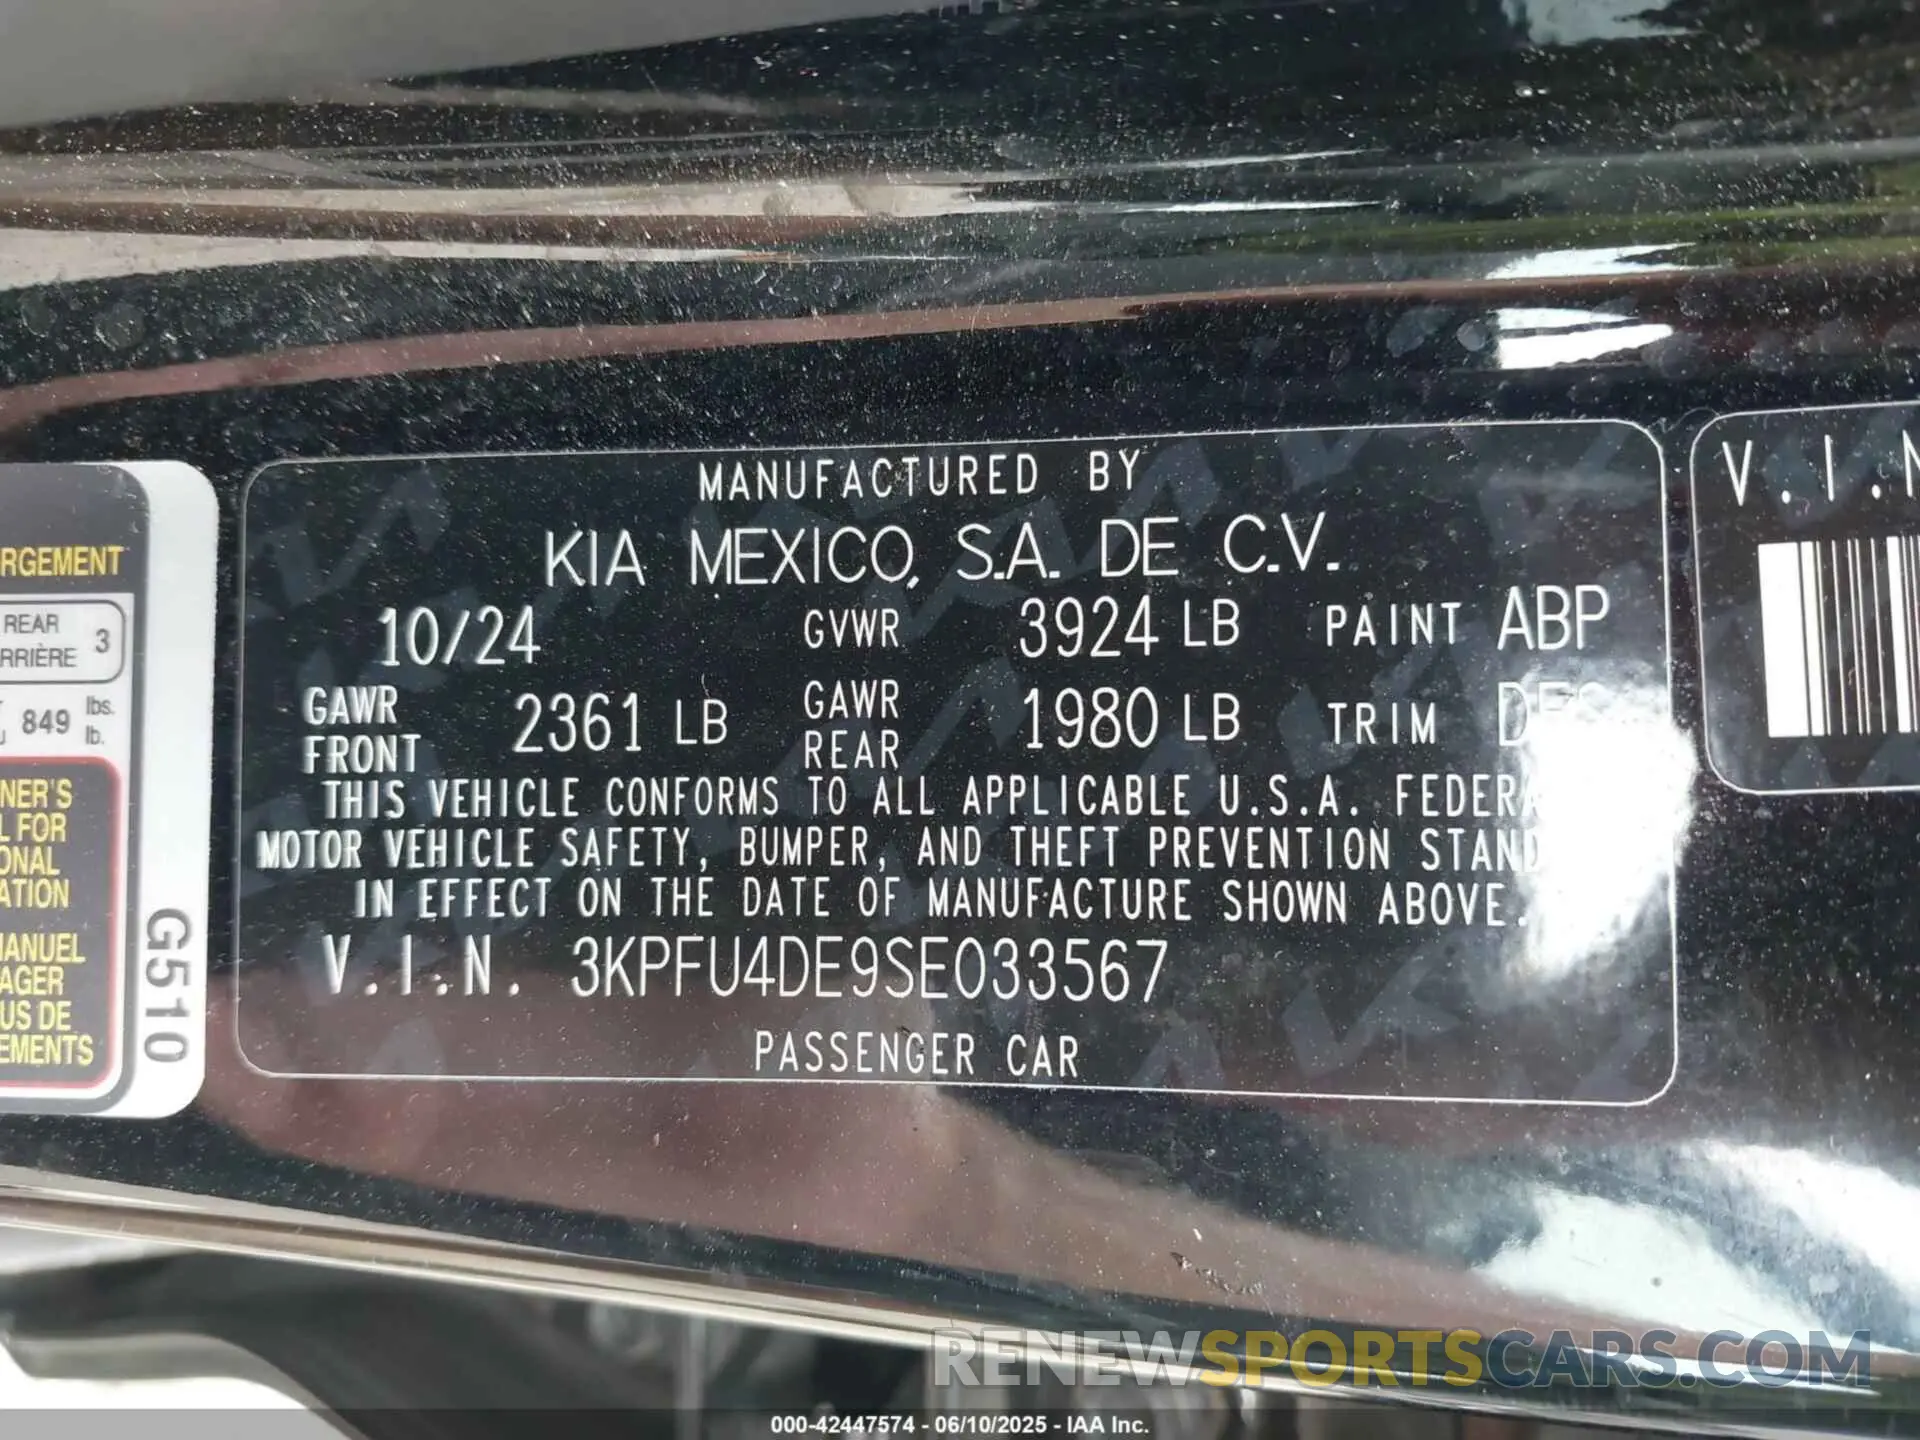 MANUFACTURED BY
KIA MEXICO, S.A. DE C.V.
10/24 GVWR 3924 LB PAINT ABP
GAWR FRONT 2361 LB GAWR REAR 1980 LB TRIM
THIS VEHICLE CONFORMS TO ALL APPLICABLE U.S.A.
MOTOR VEHICLE SAFETY, BUMPER, AND THEFT PREVENTION
IN EFFECT ON THE DATE OF MANUFACTURE SHOWN ABOVE.
V.I.N. 3KPFU4DE9SE033567
PASSENGER CAR
V.I.N
RGEMENT
REAR
RRIÈRE 3
849 lbs.
lb.
NER'S
L FOR
ONAL
ATION
MANUEL
AGER
US DE
EMENTS
G510
RENEWSPORTSCARS.COM
000-42447574 - 06/10/2025 - IAA Inc.